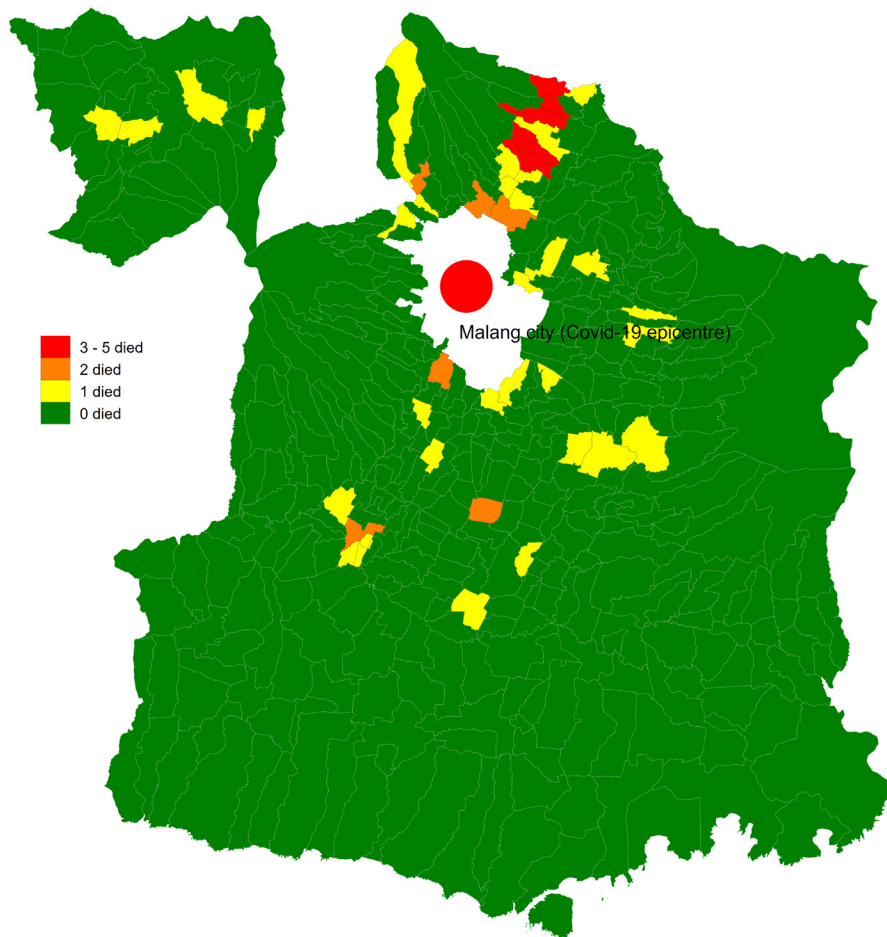 Malang city (Covid-19 epicentre)
3 - 5 died
2 died
1 died
0 died